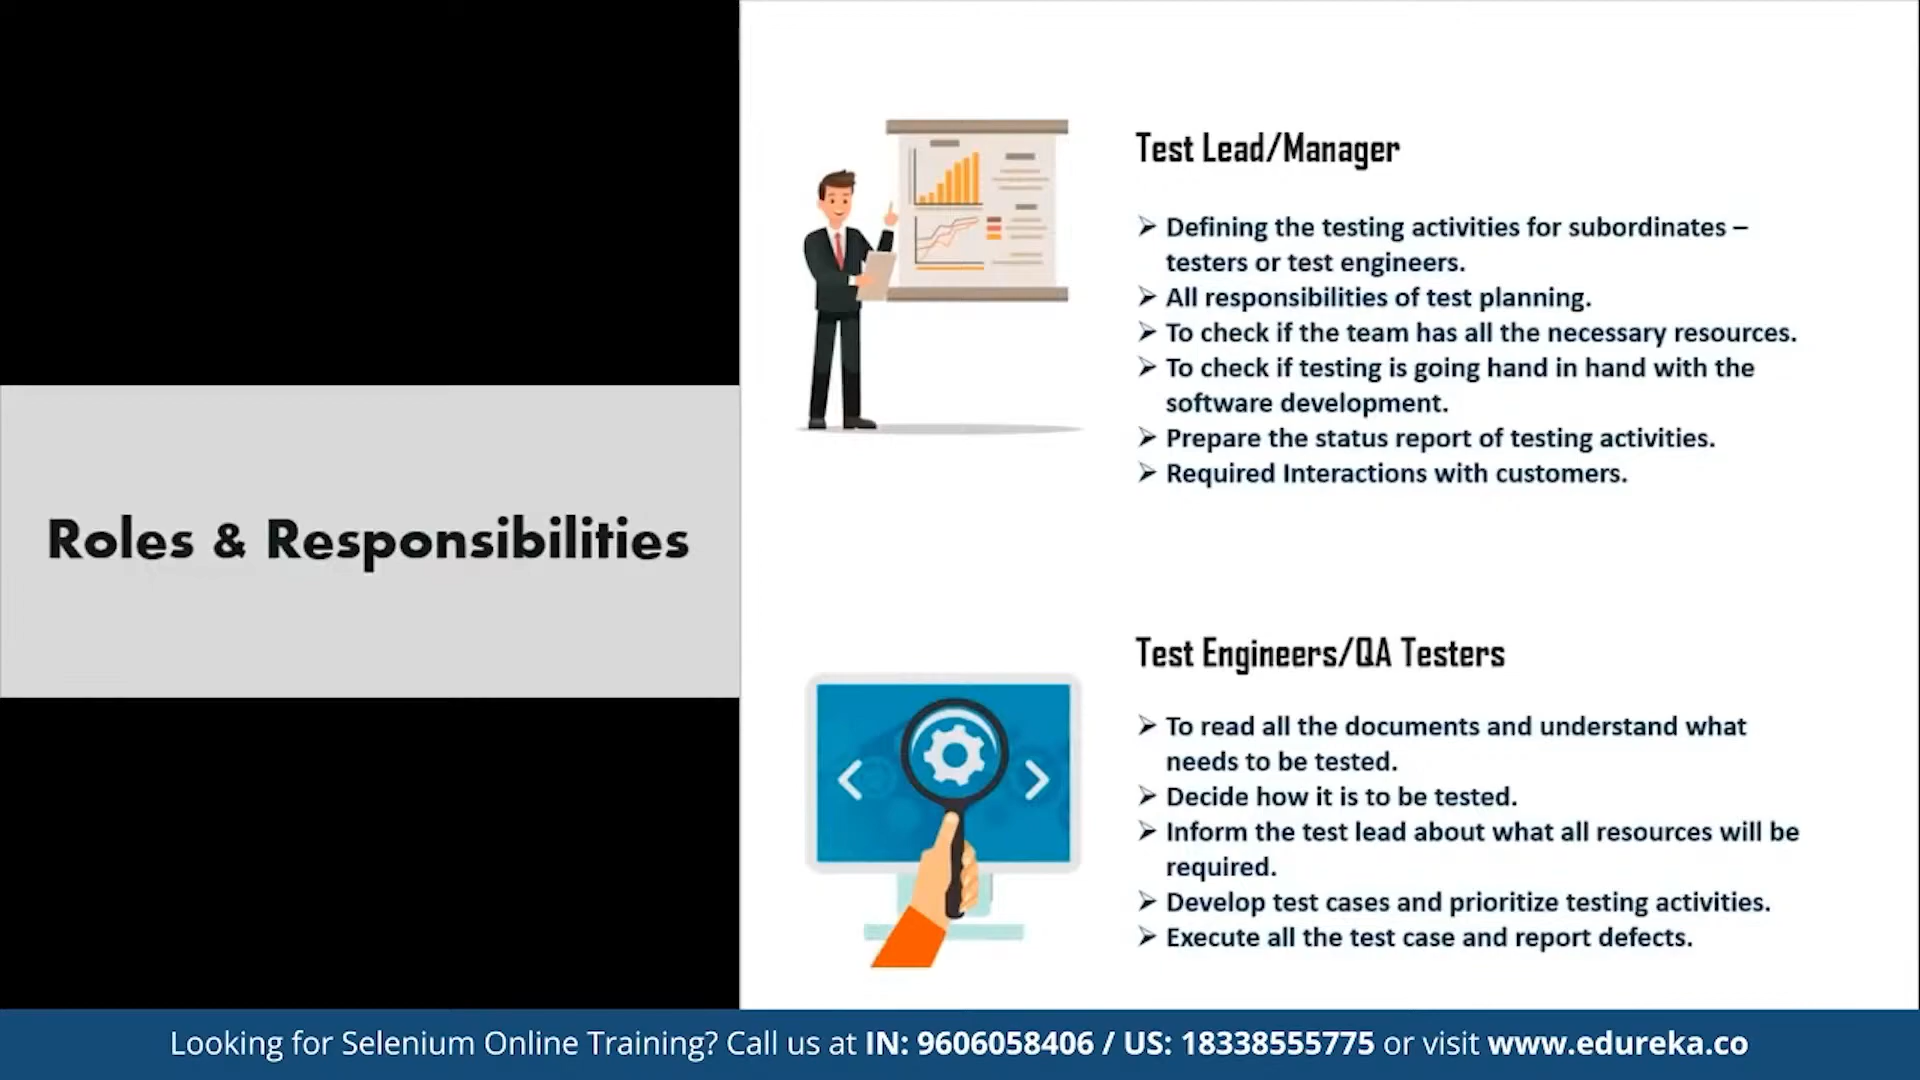 Roles & Responsibilities
Test Lead/Manager
➢ Defining the testing activities for subordinates –
testers or test engineers.
➢ All responsibilities of test planning.
➢ To check if the team has all the necessary resources.
➢ To check if testing is going hand in hand with the
software development.
➢ Prepare the status report of testing activities.
➢ Required Interactions with customers.
Test Engineers/QA Testers
➢ To read all the documents and understand what
needs to be tested.
➢ Decide how it is to be tested.
➢ Inform the test lead about what all resources will be
required.
➢ Develop test cases and prioritize testing activities.
➢ Execute all the test case and report defects.
Looking for Selenium Online Training? Call us at IN: 9606058406 / US: 18338555775 or visit www.edureka.co